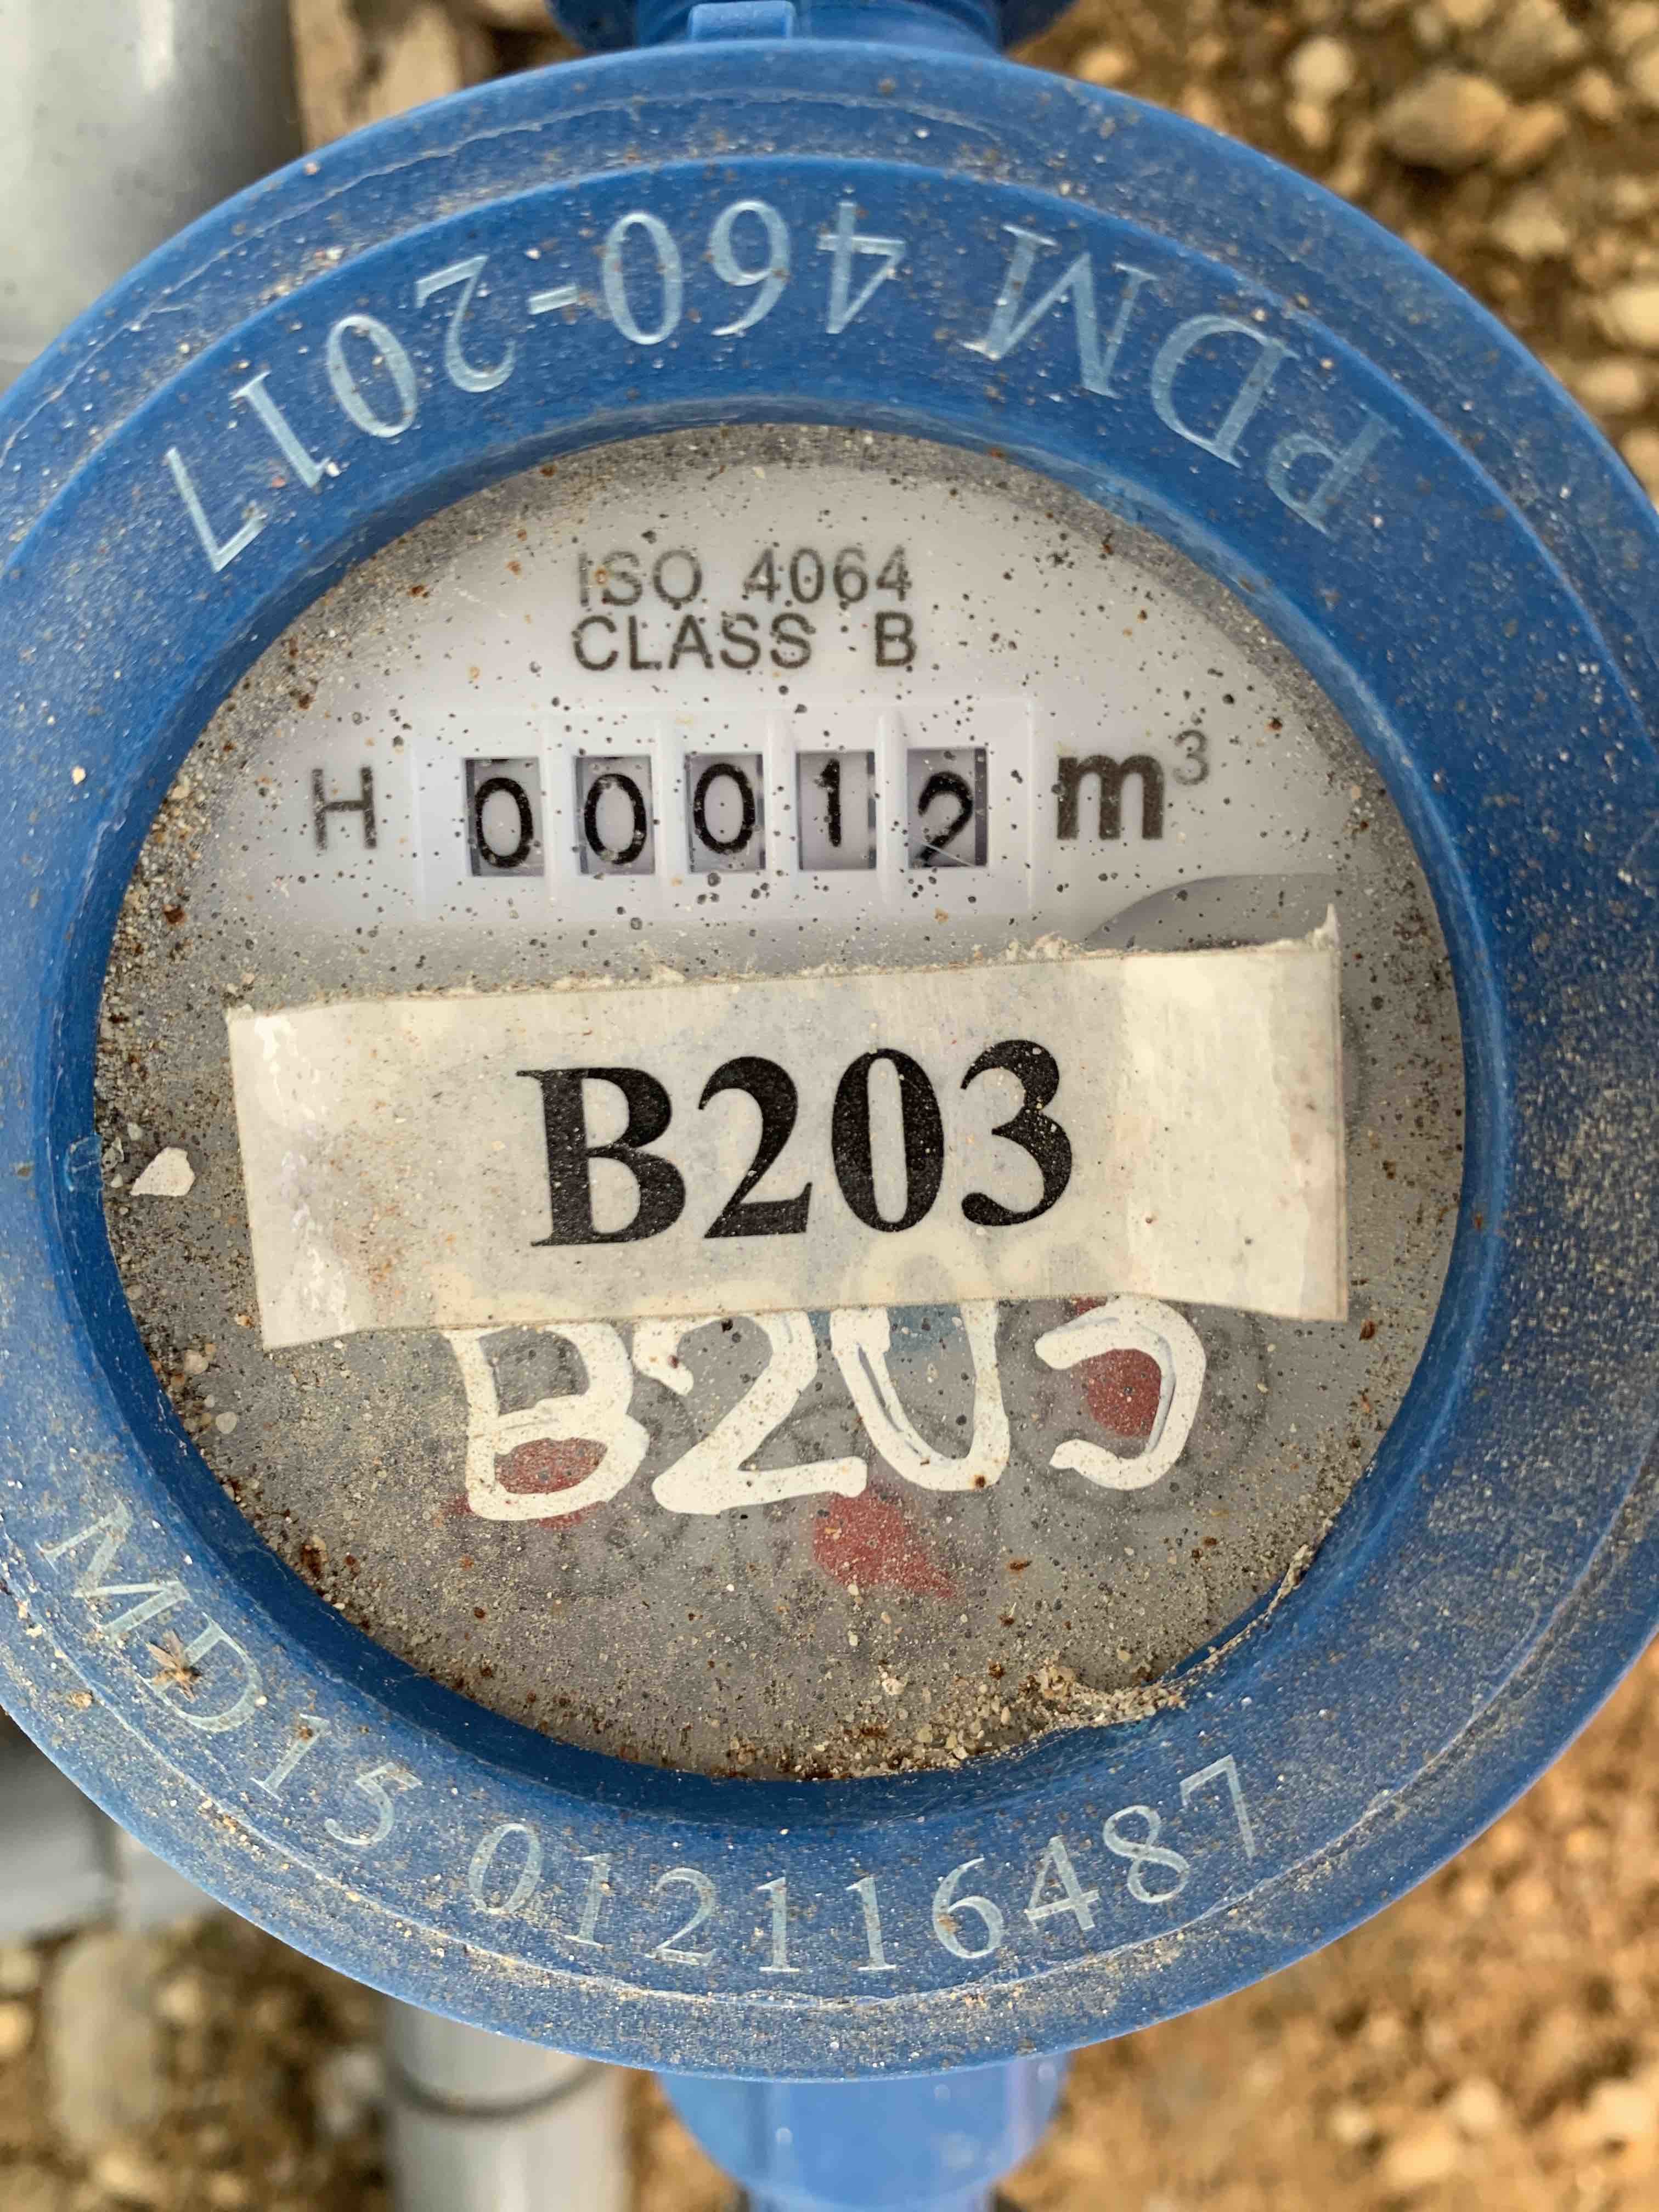 PDM 460-2017
ISO 4064
CLASS B
H 00012 m³
B203
B203
MD15 012116487